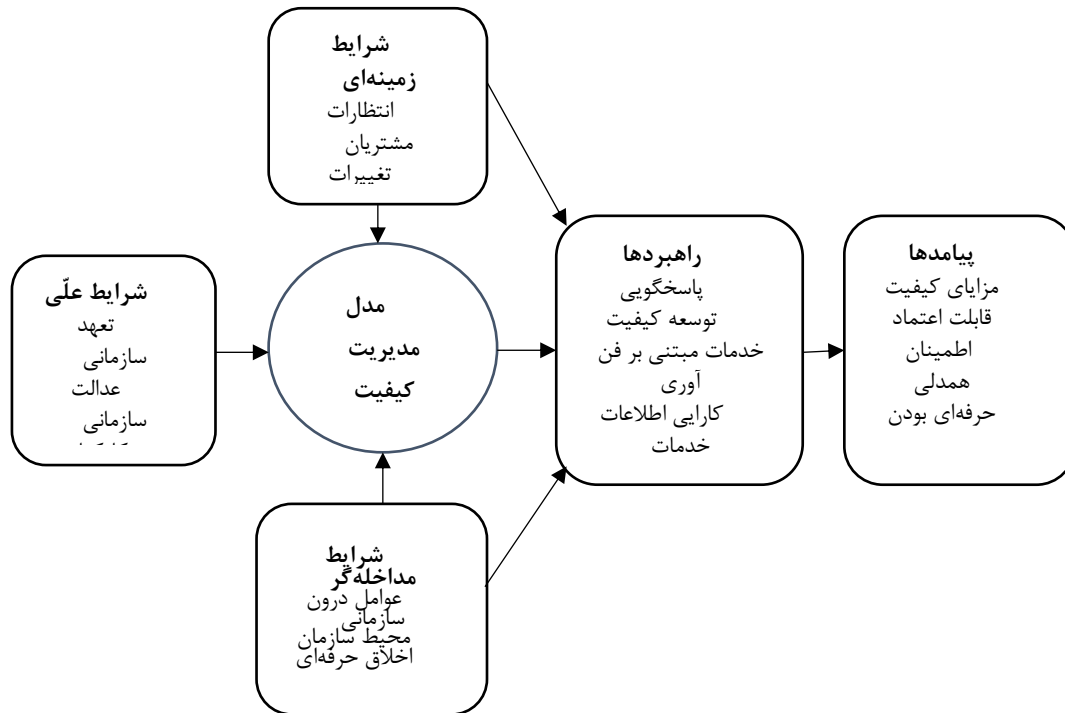 شرایط
زمینه‌ای
انتظارات
مشتریان
تغییرات
شرایط علّی
تعهد
سازمانی
عدالت
سازمانی
مدل
مدیریت
کیفیت
شرایط
مداخله‌گر
عوامل درون
سازمانی
محیط سازمان
اخلاق حرفه‌ای
راهبردها
پاسخگویی
توسعه کیفیت
خدمات مبتنی بر فن
آوری
کارایی اطلاعات
خدمات
پیامدها
مزایای کیفیت
قابلت اعتماد
اطمینان
همدلی
حرفه‌ای بودن